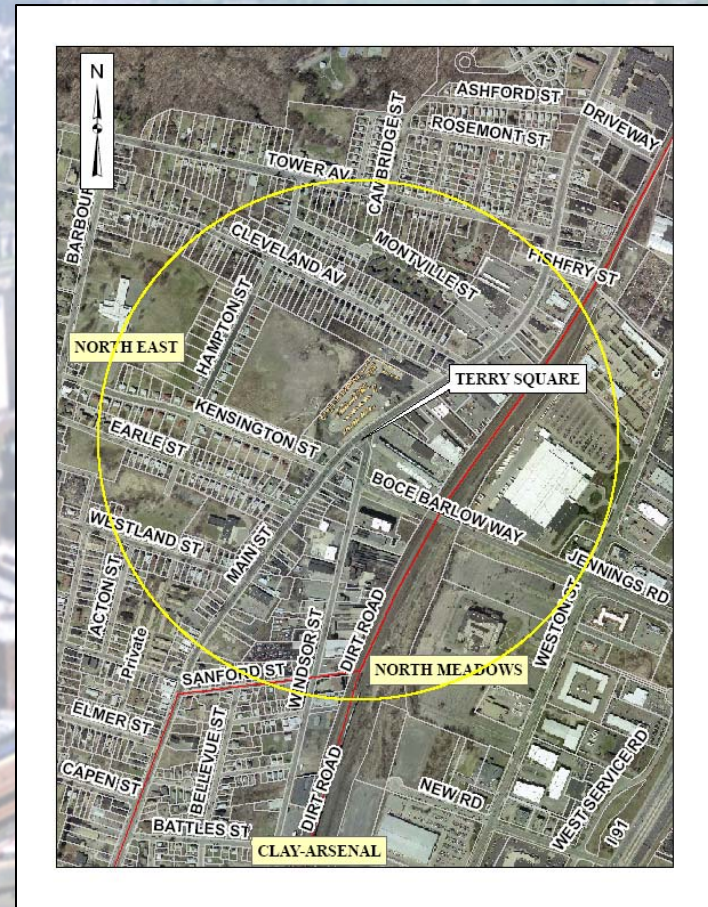 N
ASHFORD ST
ROSEMONT ST
DRIVEWAY
CAMBRIDGE ST
TOWER AV
BARBOUR
CLEVELAND AV
MONTVILLE ST
FISHFRY ST
HAMPTON ST
NORTH EAST
TERRY SQUARE
KENSINGTON ST
EARLE ST
BOCE BARLOW WAY
WESTLAND ST
MAIN ST
JENNINGS RD
ACTON ST
Private
WINDSOR ST
DIRT ROAD
WESTON ST
SANFORD ST
NORTH MEADOWS
ELMER ST
BELLEVUE ST
CAPEN ST
DIRT ROAD
NEW RD
WEST SERVICE RD
I 91
BATTLES ST
CLAY-ARSENAL